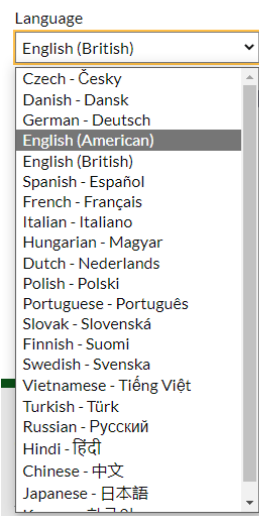 Language
English (British)
Czech - Česky
Danish - Dansk
German - Deutsch
English (American)
English (British)
Spanish - Español
French - Français
Italian - Italiano
Hungarian - Magyar
Dutch - Nederlands
Polish - Polski
Portuguese - Português
Slovak - Slovenská
Finnish - Suomi
Swedish - Svenska
Vietnamese - Tiếng Việt
Turkish - Türk
Russian - Русский
Hindi - हिंदी
Chinese - 中文
Japanese - 日本語